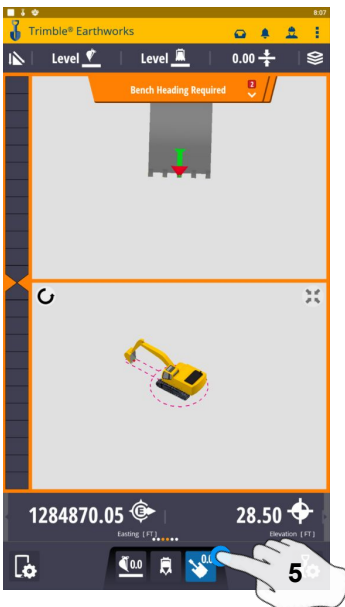 8:07
Trimble® Earthworks
Level
Level
0.00
Bench Heading Required
2
1284870.05
E
28.50
Easting [FT]
Elevation [FT]
0.0
0.0
5